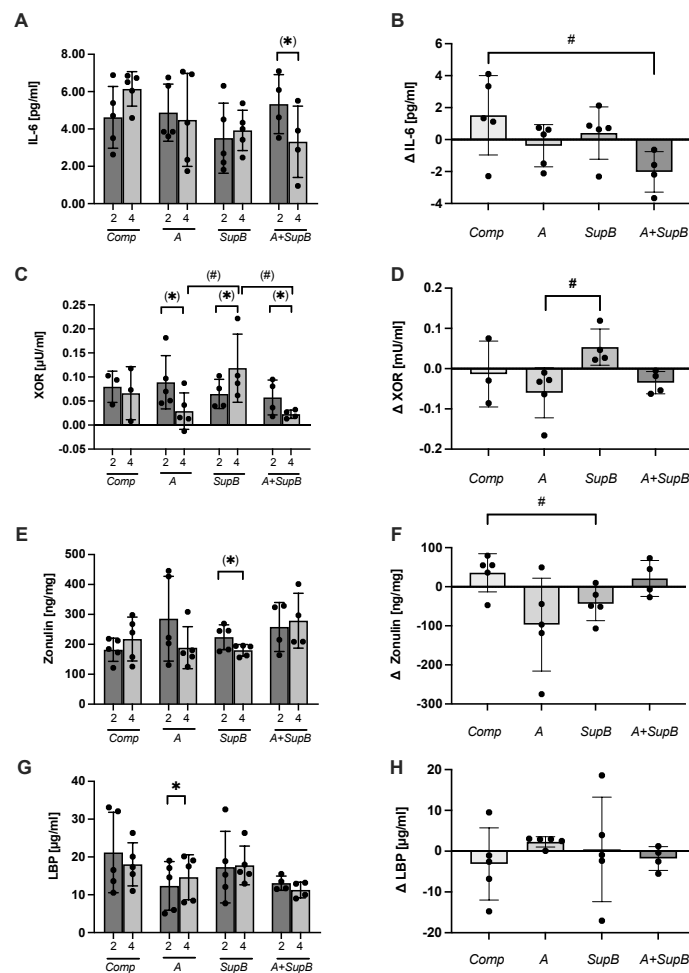 A
IL-6 [pg/ml]
8.00
6.00
4.00
2.00
0.00
(*)
2 4 2 4 2 4 2 4
Comp A SupB A+SupB
B
Δ IL-6 [pg/ml]
6
4
2
0
-2
-4
#
Comp A SupB A+SupB
C
XOR [µU/ml]
0.25
0.20
0.15
0.10
0.05
0.00
0.05
(#) (#)
(*) (*) (*)
2 4 2 4 2 4 2 4
Comp A SupB A+SupB
D
Δ XOR [mU/ml]
0.2
0.1
0.0
-0.1
-0.2
#
Comp A SupB A+SupB
E
Zonulin [ng/mg]
500
400
300
200
100
0
(*)
2 4 2 4 2 4 2 4
Comp A SupB A+SupB
F
Δ Zonulin [ng/mg]
100
0
-100
-200
-300
#
Comp A SupB A+SupB
G
LBP [µg/ml]
40
30
20
10
0
*
2 4 2 4 2 4 2 4
Comp A SupB A+SupB
H
Δ LBP [µg/ml]
20
10
0
-10
-20
Comp A SupB A+SupB